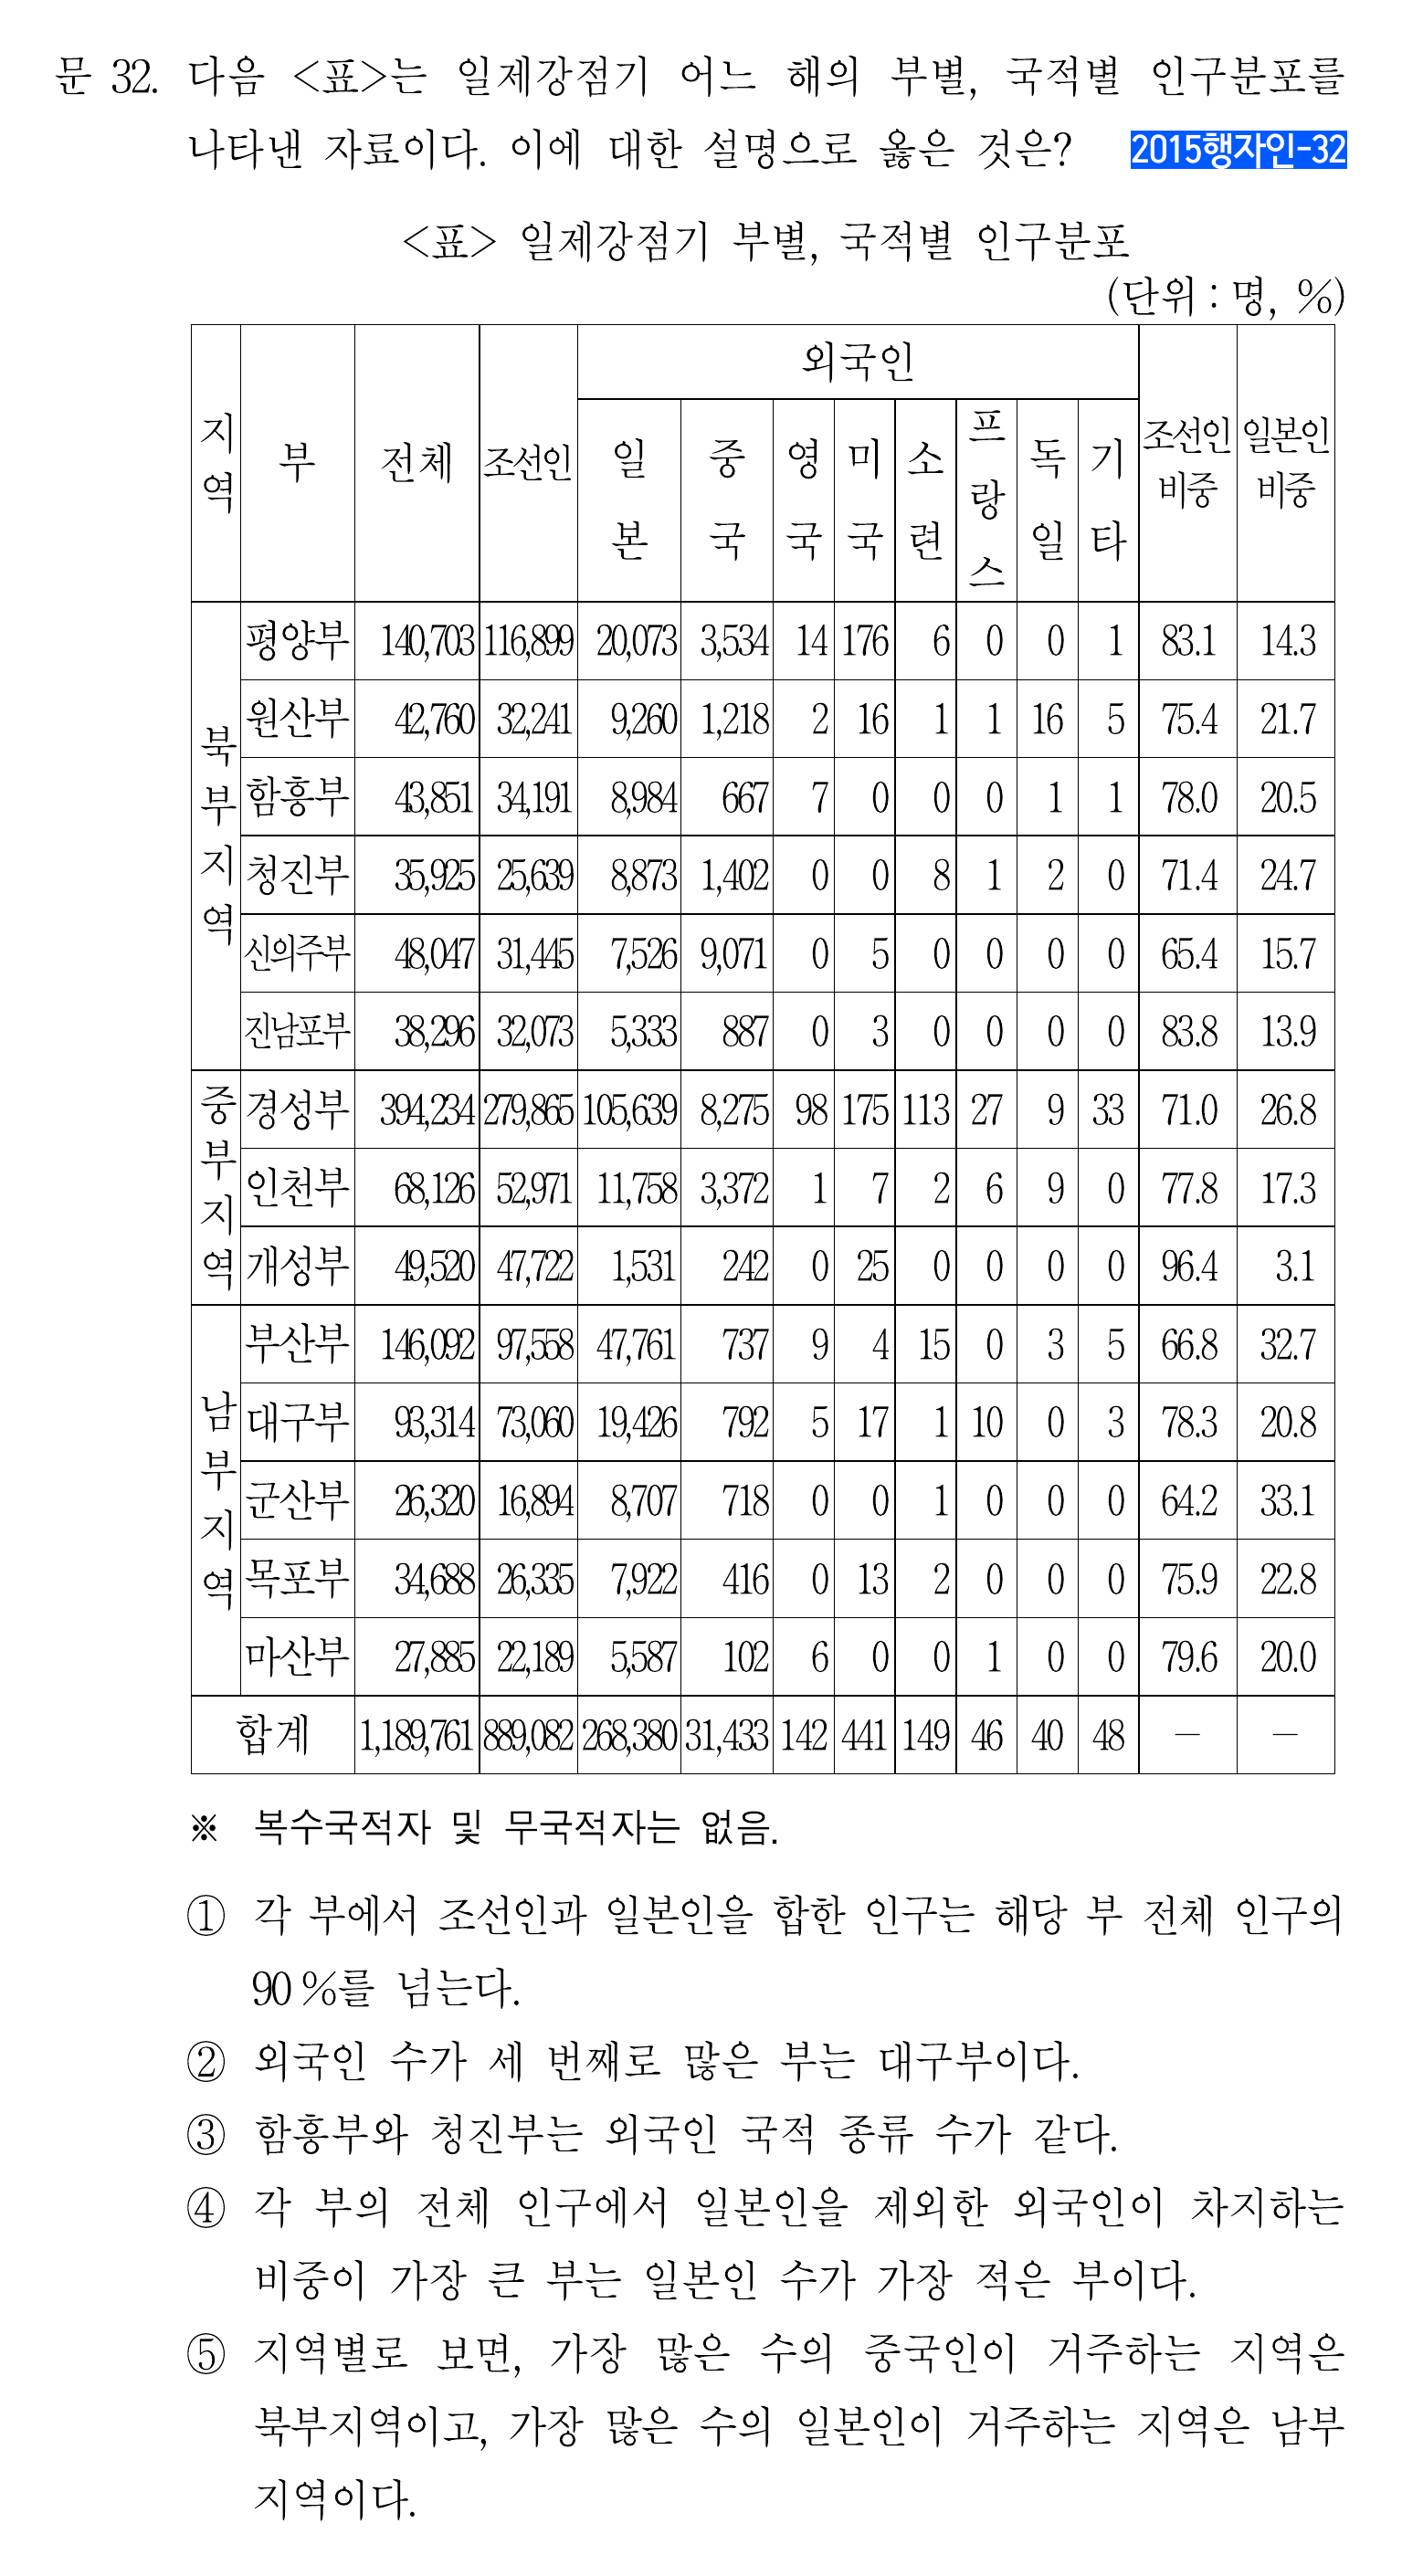 문 32. 다음 <표>는 일제강점기 어느 해의 부별, 국적별 인구분포를
나타낸 자료이다. 이에 대한 설명으로 옳은 것은? 2015행자인-32
<표> 일제강점기 부별, 국적별 인구분포
(단위 : 명, %)
지역 부 전체 조선인 외국인 조선인 비중 일본인 비중
일본 중국 영국 미국 소련 프랑스 독일 기타
북부지역
평양부 140,703 116,899 20,073 3,534 14 176 6 0 0 1 83.1 14.3
원산부 42,760 32,241 9,260 1,218 2 16 1 1 16 5 75.4 21.7
함흥부 43,851 34,191 8,984 667 7 0 0 0 1 1 78.0 20.5
청진부 35,925 25,639 8,873 1,402 0 0 8 1 2 0 71.4 24.7
신의주부 48,047 31,445 7,526 9,071 0 5 0 0 0 0 65.4 15.7
진남포부 38,296 32,073 5,333 887 0 3 0 0 0 0 83.8 13.9
중부지역
경성부 394,234 279,865 105,639 8,275 98 175 113 27 9 33 71.0 26.8
인천부 68,126 52,971 11,758 3,372 1 7 2 6 9 0 77.8 17.3
개성부 49,520 47,722 1,531 242 0 25 0 0 0 0 96.4 3.1
남부지역
부산부 146,092 97,558 47,761 737 9 4 15 0 3 5 66.8 32.7
대구부 93,314 73,060 19,426 792 5 17 1 10 0 3 78.3 20.8
군산부 26,320 16,894 8,707 718 0 0 1 0 0 0 64.2 33.1
목포부 34,688 26,335 7,922 416 0 13 2 0 0 0 75.9 22.8
마산부 27,885 22,189 5,587 102 6 0 0 1 0 0 79.6 20.0
합계 1,189,761 889,082 268,380 31,433 142 441 149 46 40 48 － －
※ 복수국적자 및 무국적자는 없음.
① 각 부에서 조선인과 일본인을 합한 인구는 해당 부 전체 인구의
90 %를 넘는다.
② 외국인 수가 세 번째로 많은 부는 대구부이다.
③ 함흥부와 청진부는 외국인 국적 종류 수가 같다.
④ 각 부의 전체 인구에서 일본인을 제외한 외국인이 차지하는
비중이 가장 큰 부는 일본인 수가 가장 적은 부이다.
⑤ 지역별로 보면, 가장 많은 수의 중국인이 거주하는 지역은
북부지역이고, 가장 많은 수의 일본인이 거주하는 지역은 남부
지역이다.